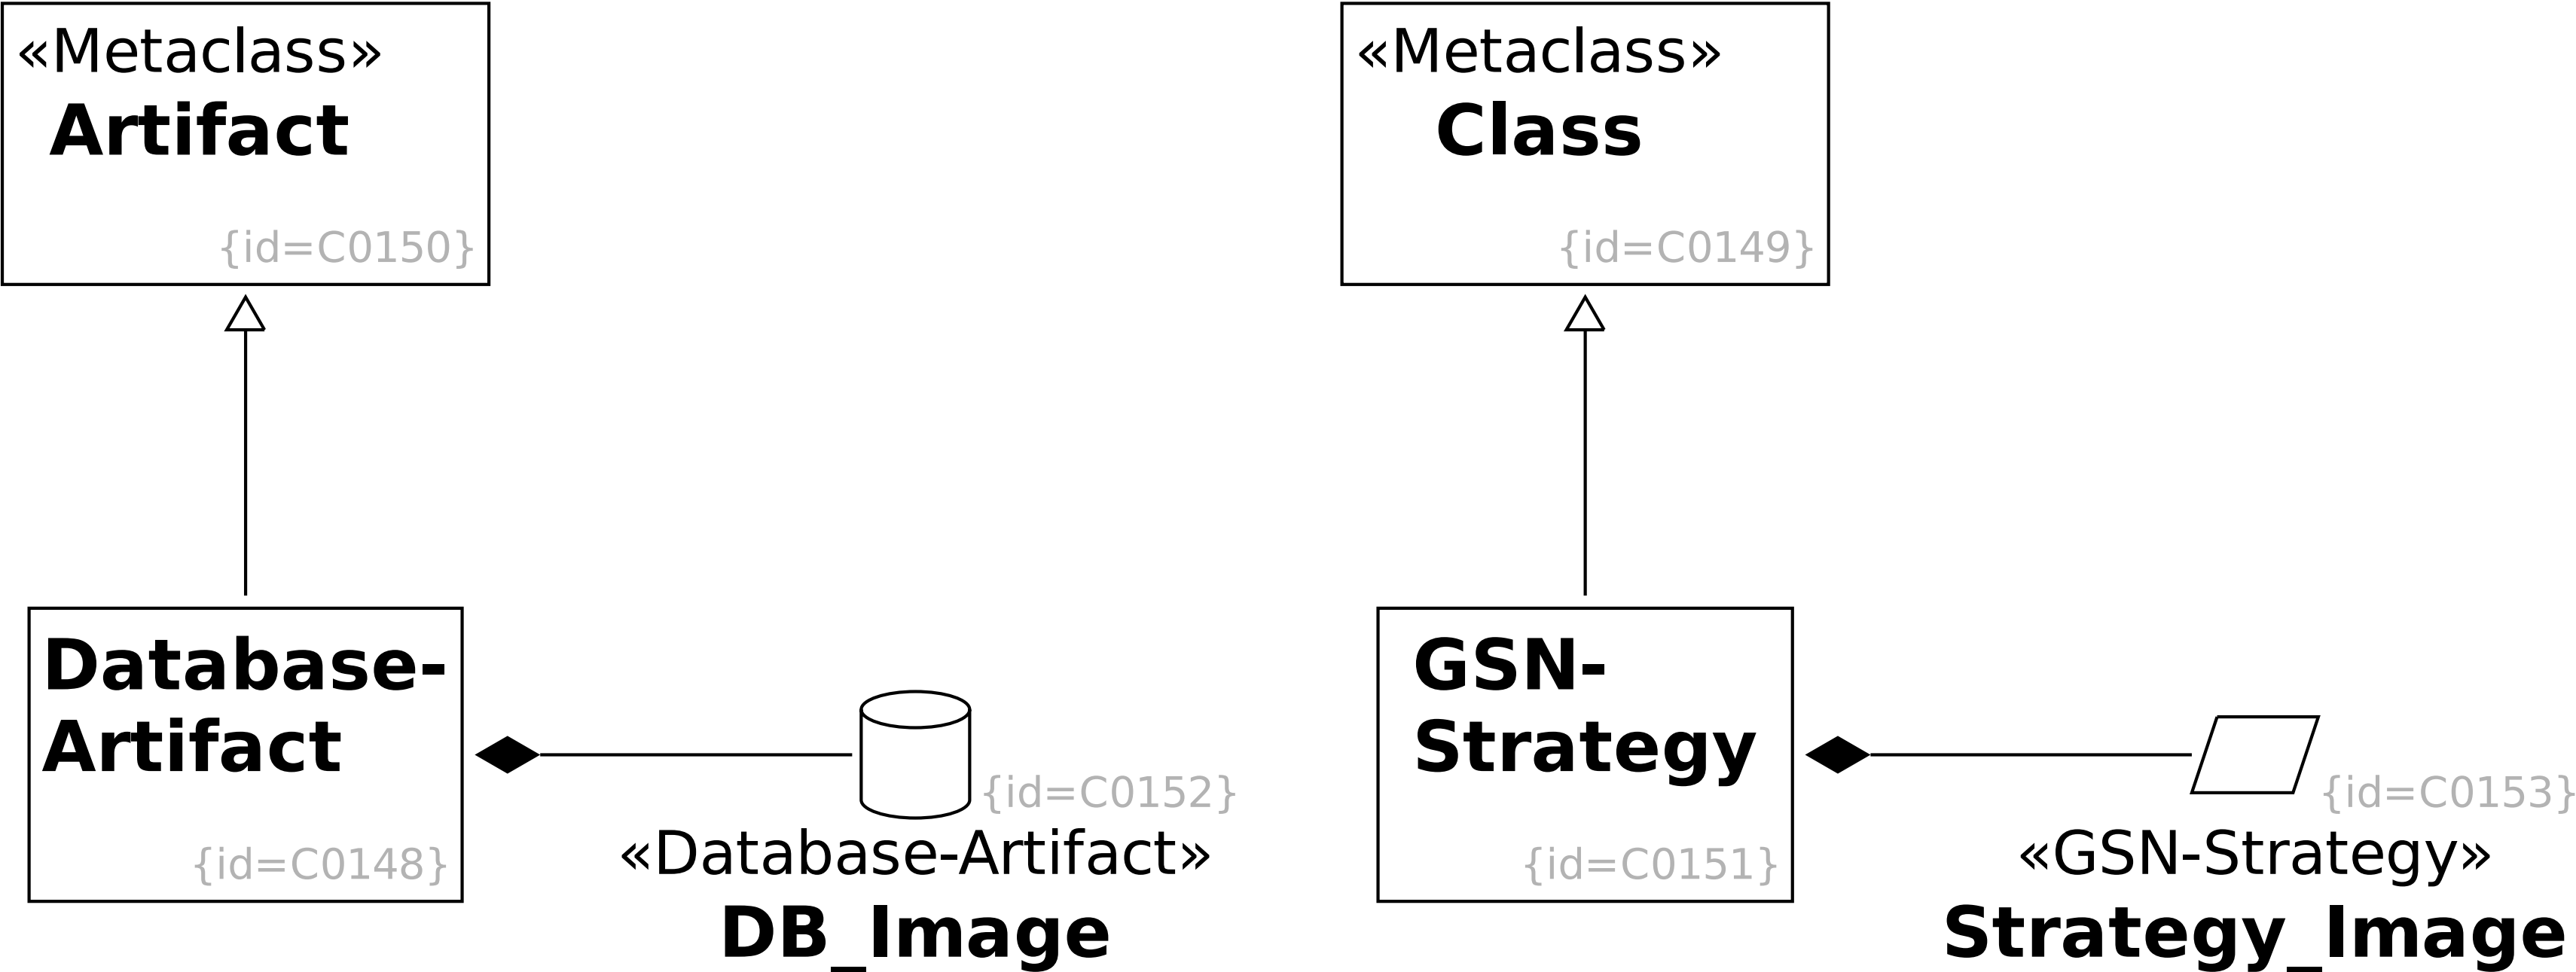 «Metaclass»
Artifact
{id=C0150}
«Metaclass»
Class
{id=C0149}
Database-
Artifact
{id=C0148}
{id=C0152}
«Database-Artifact»
DB_Image
GSN-
Strategy
{id=C0151}
{id=C0153}
«GSN-Strategy»
Strategy_Image